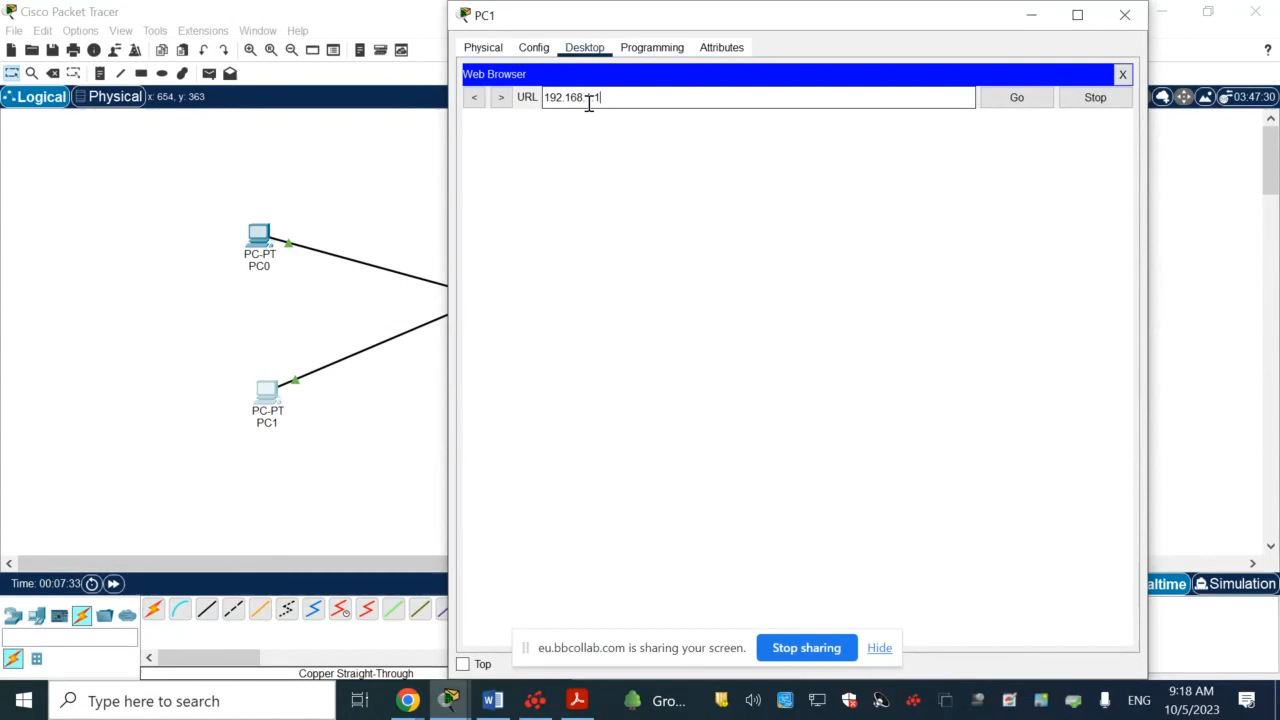 Cisco Packet Tracer
File Edit Options View Tools Extensions Window Help
Logical Physical x: 654, y: 363
03:47:30
PC1
Physical Config Desktop Programming Attributes
Web Browser X
< > URL Go Stop
PC-PT
PC0
PC-PT
PC1
Time: 00:07:33
altime Simulation
Copper Straight-Through
Top
eu.bbcollab.com is sharing your screen. Stop sharing Hide
Type here to search
Gro...
ENG
9:18 AM
10/5/2023